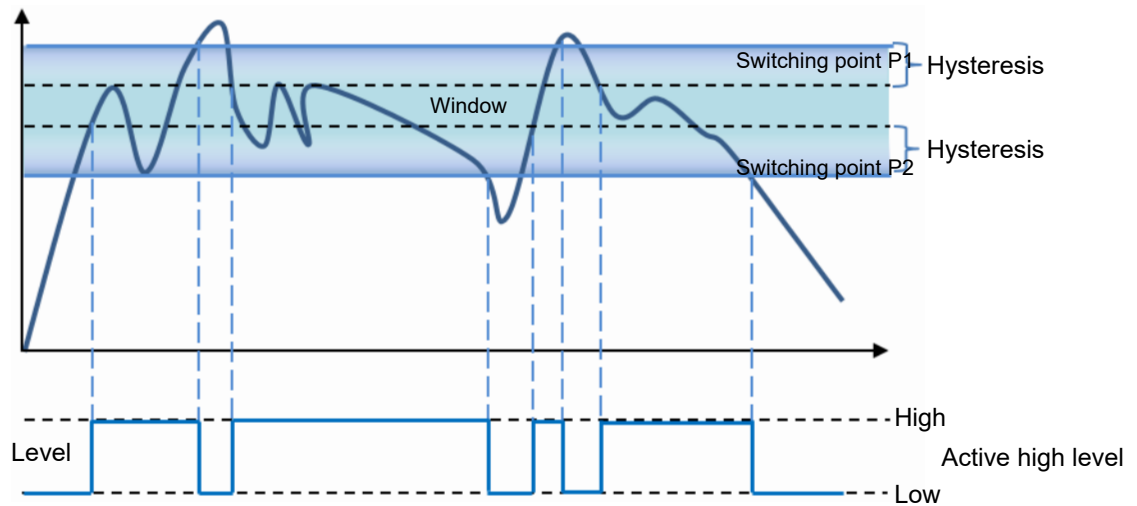 Switching point P1
Hysteresis
Window
Hysteresis
Switching point P2
High
Level
Active high level
Low